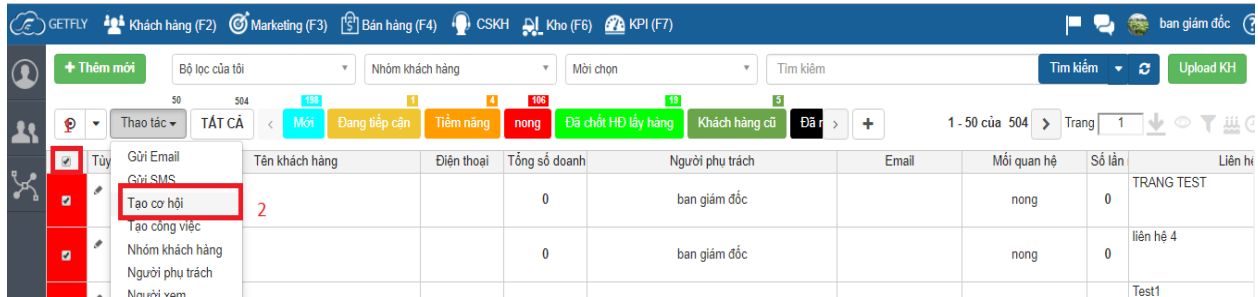 GETFLY Khách hàng (F2) Marketing (F3) Bán hàng (F4) CSKH Kho (F6) KPI (F7) ban giám đốc
+ Thêm mới Bộ lọc của tôi Nhóm khách hàng Mời chọn Tìm kiếm Tìm kiếm Upload KH
50 504 198 1 4 106 19 5
Thao tác TẤT CẢ Mới Đang tiếp cận Tiềm năng nong Đã chốt HĐ lấy hàng Khách hàng cũ 1 - 50 của 504 Trang 1
Tên khách hàng Điện thoại Tổng số doanh Người phụ trách Email Mối quan hệ Số lần
Gửi Email
Gửi SMS
Tạo cơ hội 2
Tạo công việc
Nhóm khách hàng
Người phụ trách
Người xem
0 ban giám đốc nong 0 TRANG TEST
0 ban giám đốc nong 0 liên hệ 4
Test1